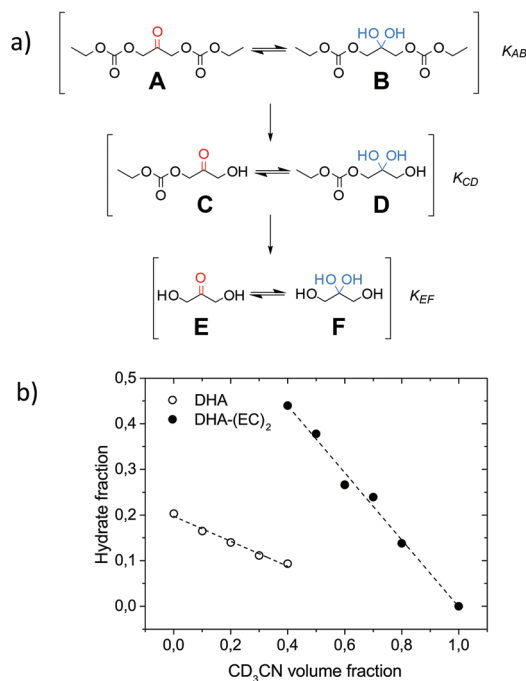 a)
O O O HO OH O
O O O O O O
O O O O
A B K_AB
O HO OH
O O OH O O OH
O O
C D K_CD
O HO OH
HO OH HO OH
E F K_EF
b)
0,5
0,4
0,3
0,2
0,1
0,0
Hydrate fraction
DHA
DHA-(EC)₂
0,0 0,2 0,4 0,6 0,8 1,0
CD₃CN volume fraction